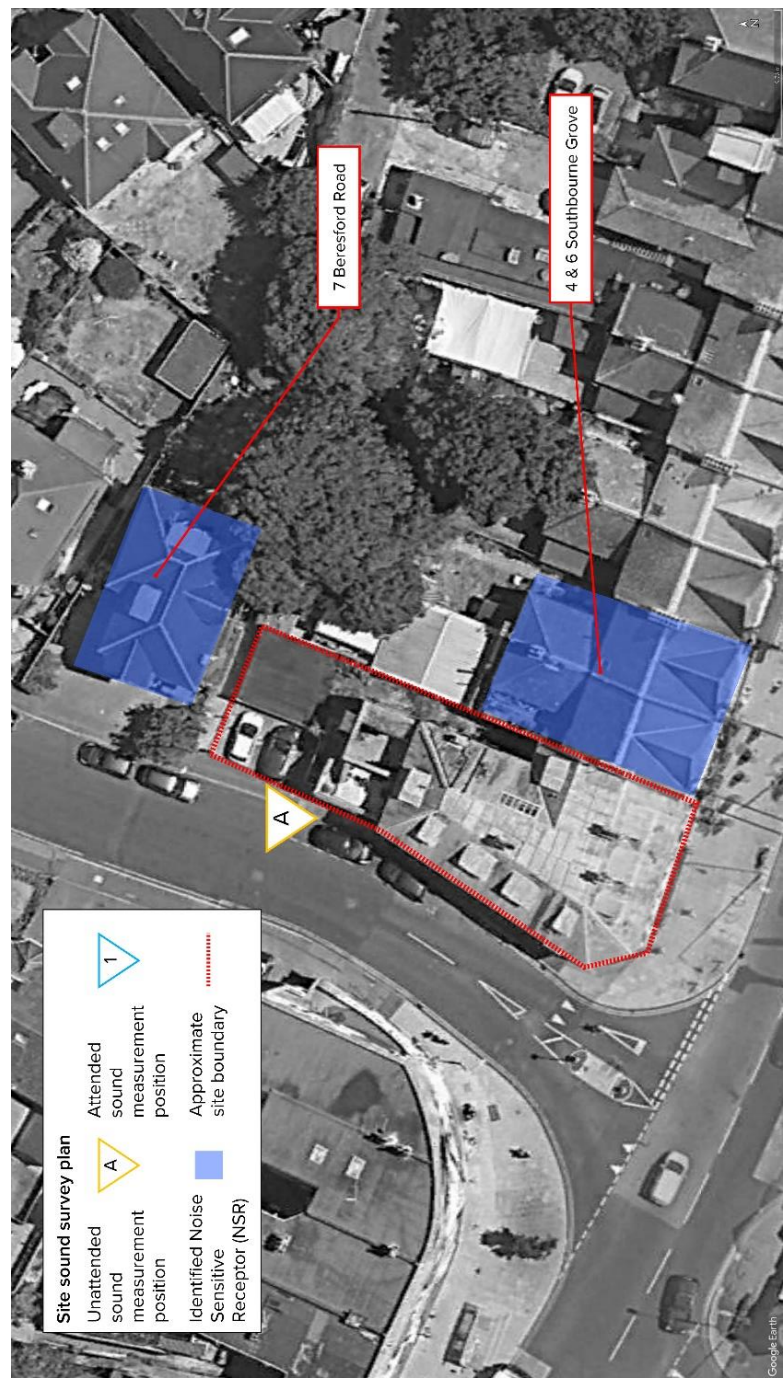 Site sound survey plan
Unattended
sound
measurement
position
A
Attended
sound
measurement
position
1
Identified Noise
Sensitive
Receptor (NSR)
Approximate
site boundary
A
7 Beresford Road
4 & 6 Southbourne Grove
Google Earth
N